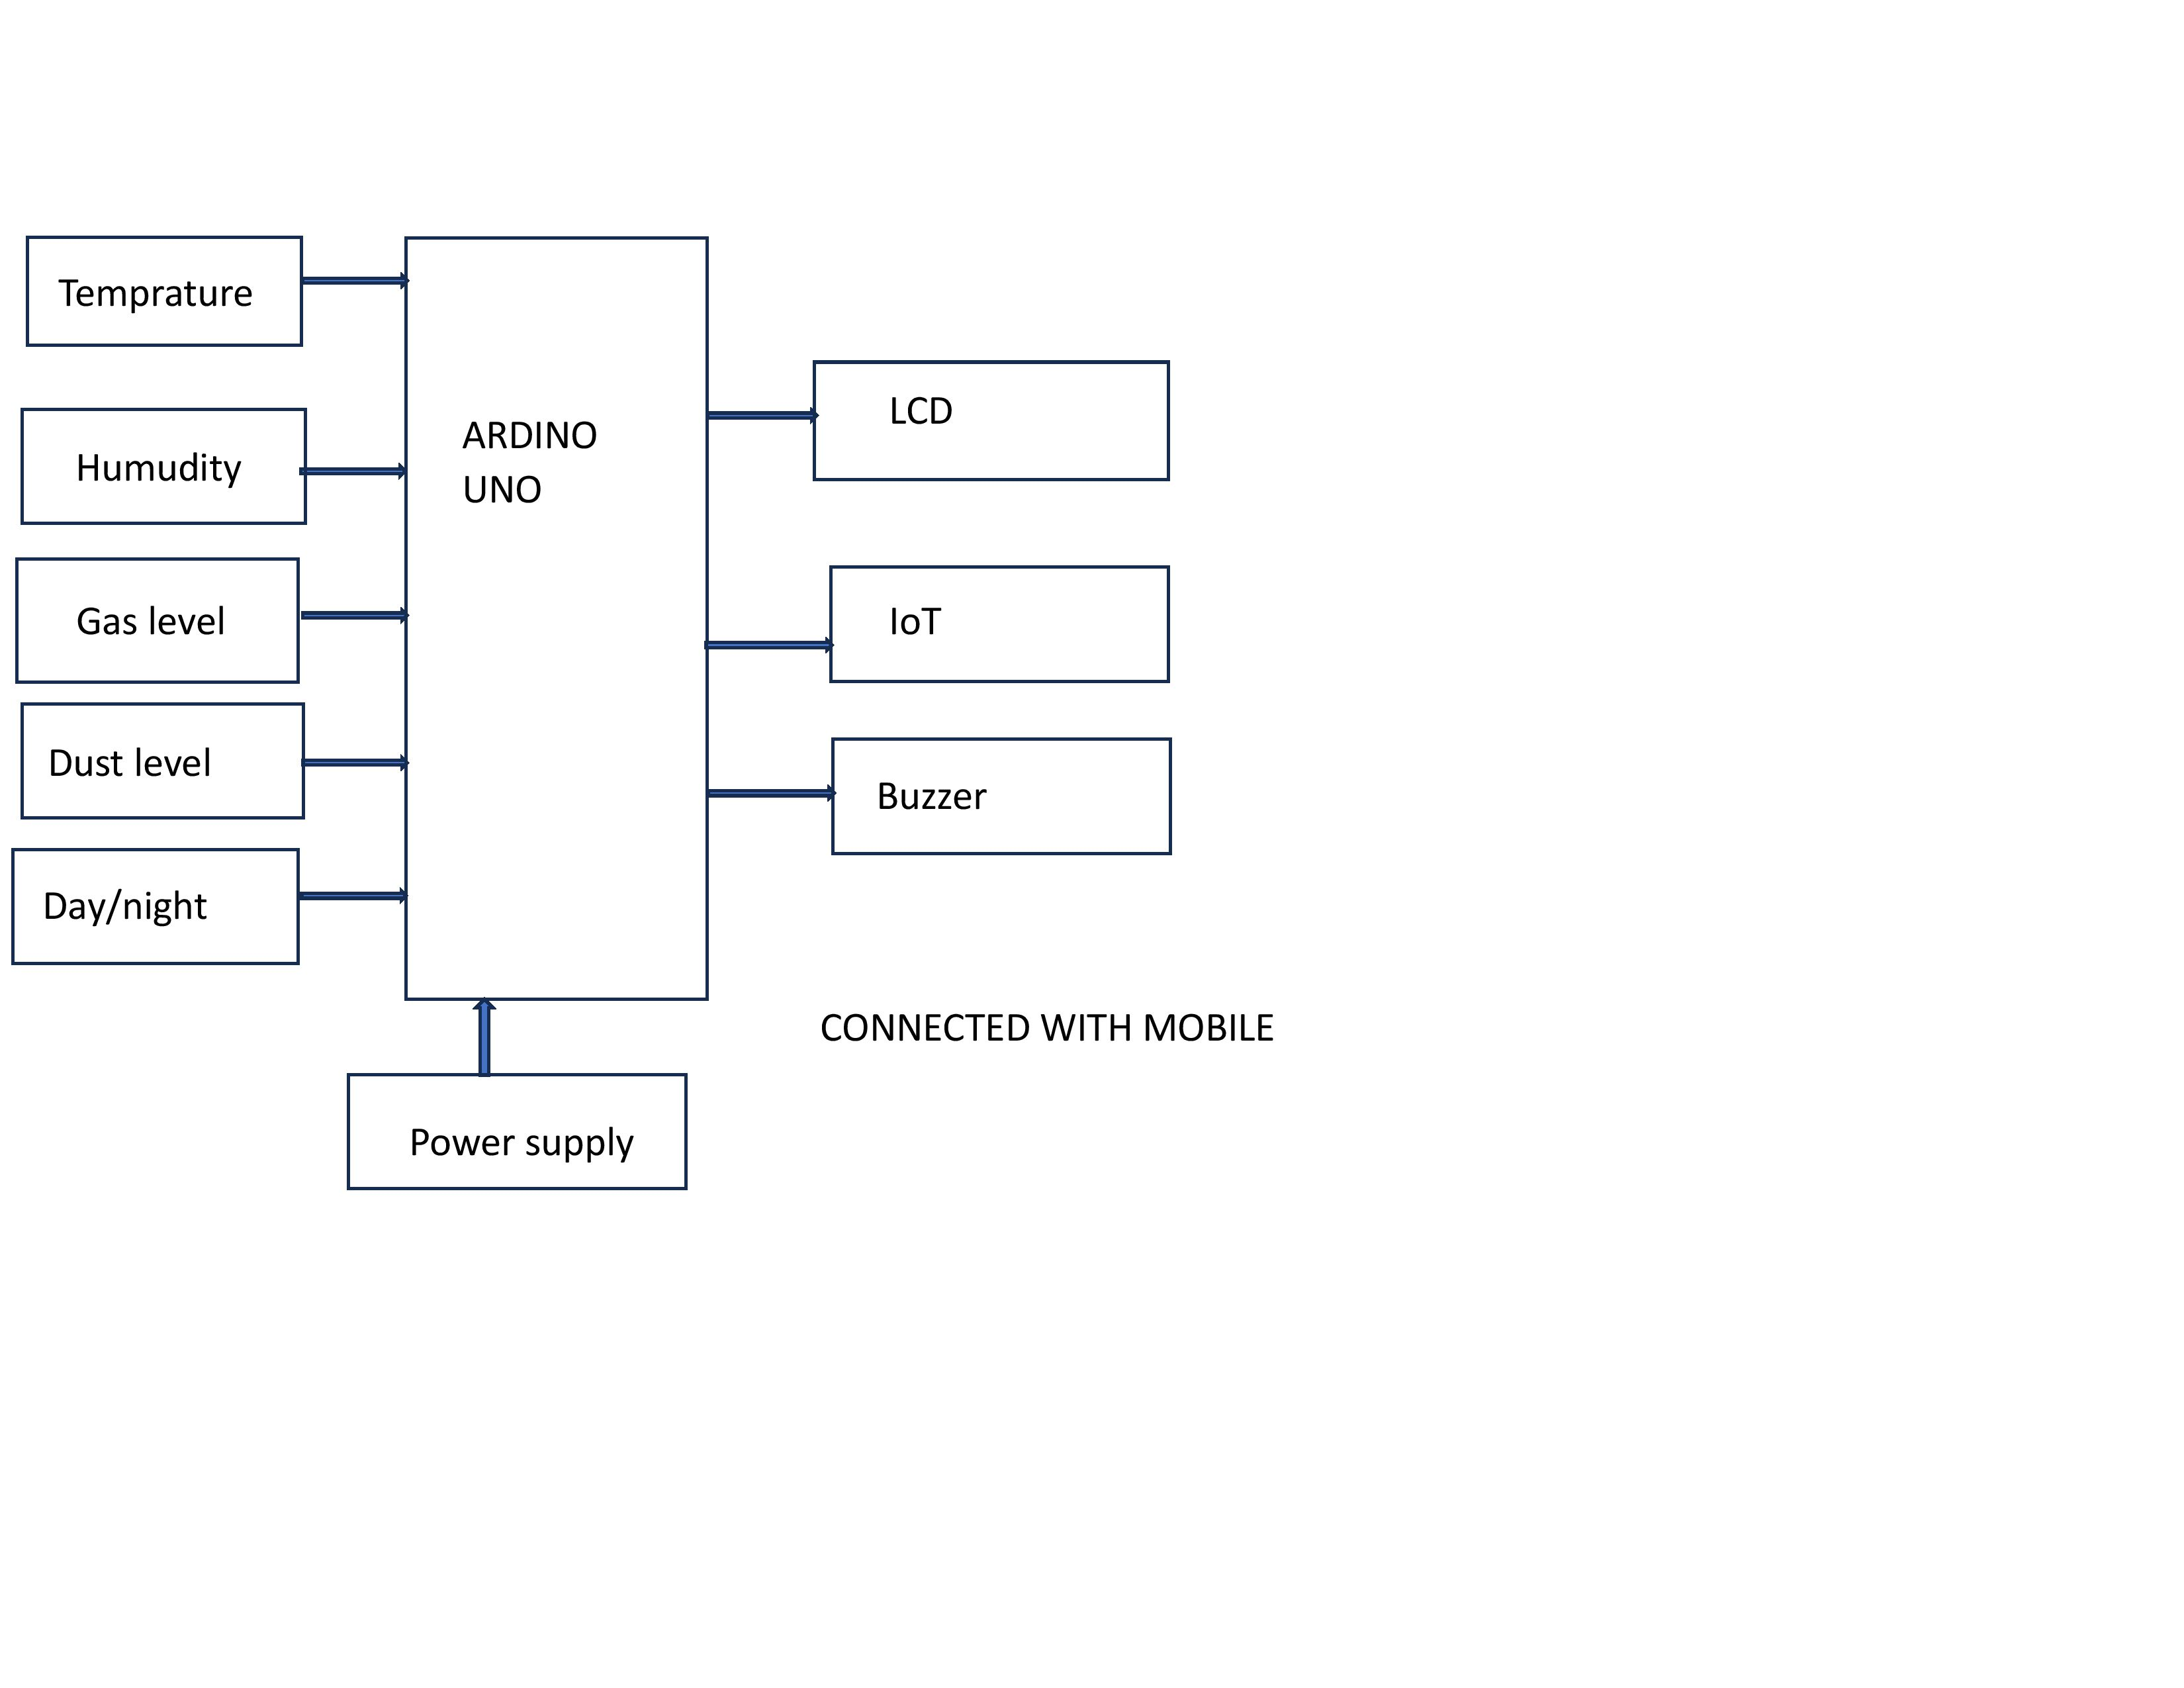 Temprature
Humudity
Gas level
Dust level
Day/night
ARDINO
UNO
LCD
IoT
Buzzer
CONNECTED WITH MOBILE
Power supply